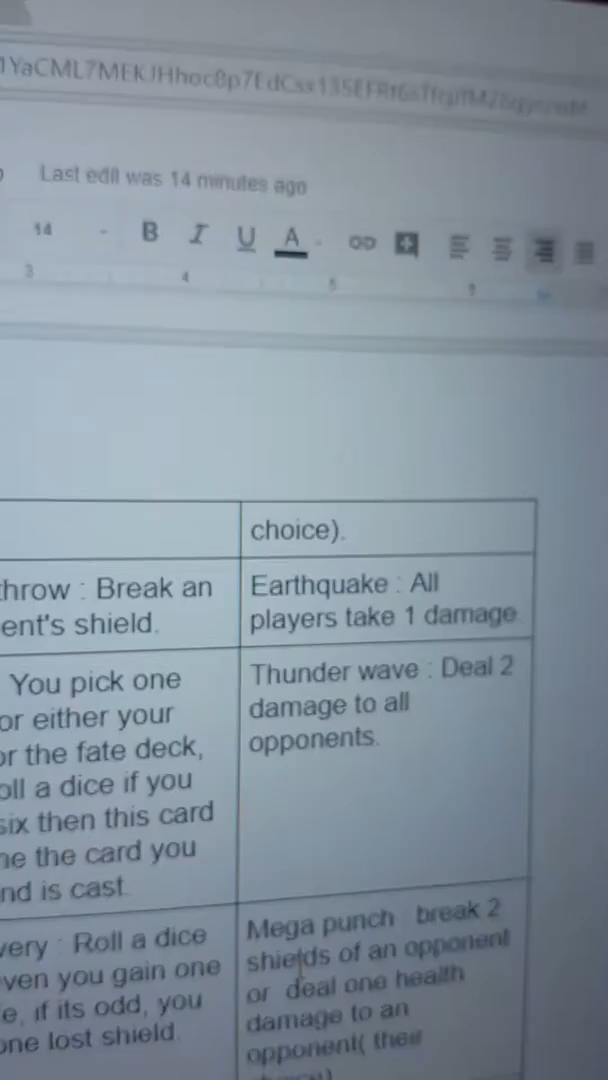 Last edit was 14 minutes ago
14
B I U A
3 4 5
choice).
throw : Break an
ent's shield.
Earthquake : All
players take 1 damage
You pick one
or either your
or the fate deck,
oll a dice if you
six then this card
me the card you
nd is cast.
Thunder wave : Deal 2
damage to all
opponents.
very : Roll a dice
ven you gain one
e, if its odd, you
one lost shield.
Mega punch break 2
shields of an opponent
or deal one health
damage to an
opponent( their